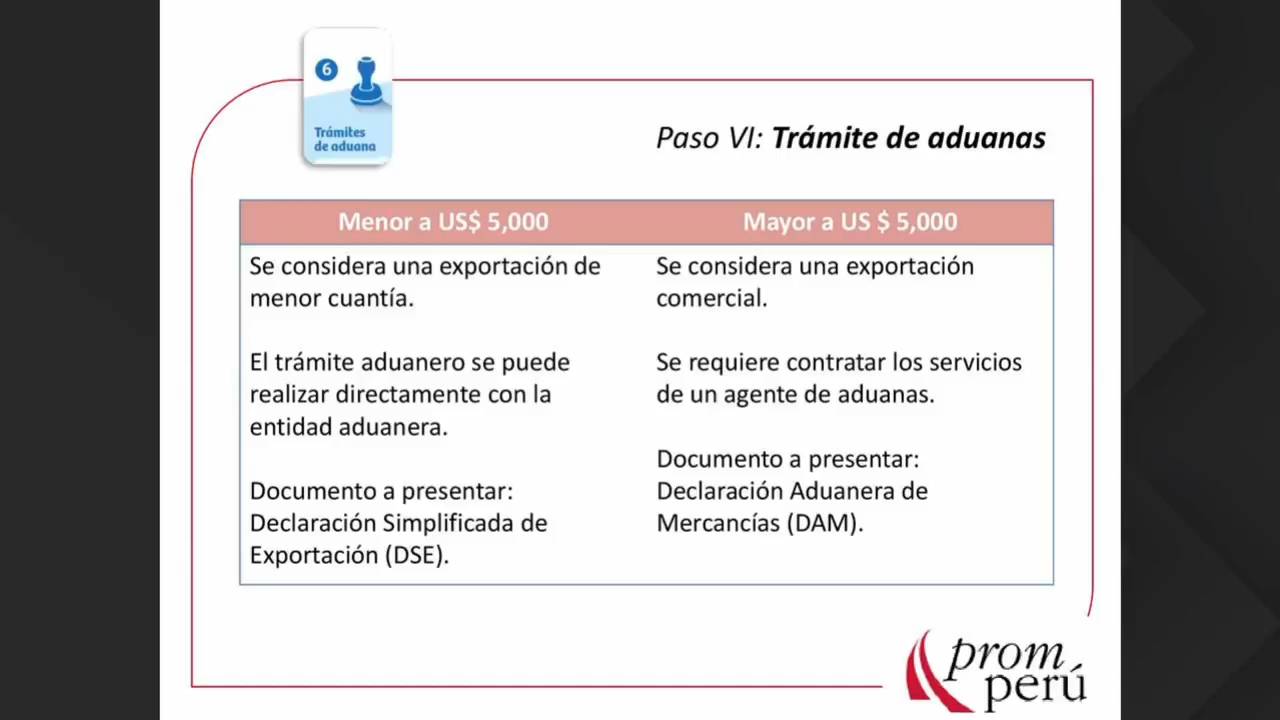 6
Trámites
de aduana
Paso VI: Trámite de aduanas
Menor a US$ 5,000
Se considera una exportación de
menor cuantía.
El trámite aduanero se puede
realizar directamente con la
entidad aduanera.
Documento a presentar:
Declaración Simplificada de
Exportación (DSE).
Mayor a US $ 5,000
Se considera una exportación
comercial.
Se requiere contratar los servicios
de un agente de aduanas.
Documento a presentar:
Declaración Aduanera de
Mercancías (DAM).
prom
perú